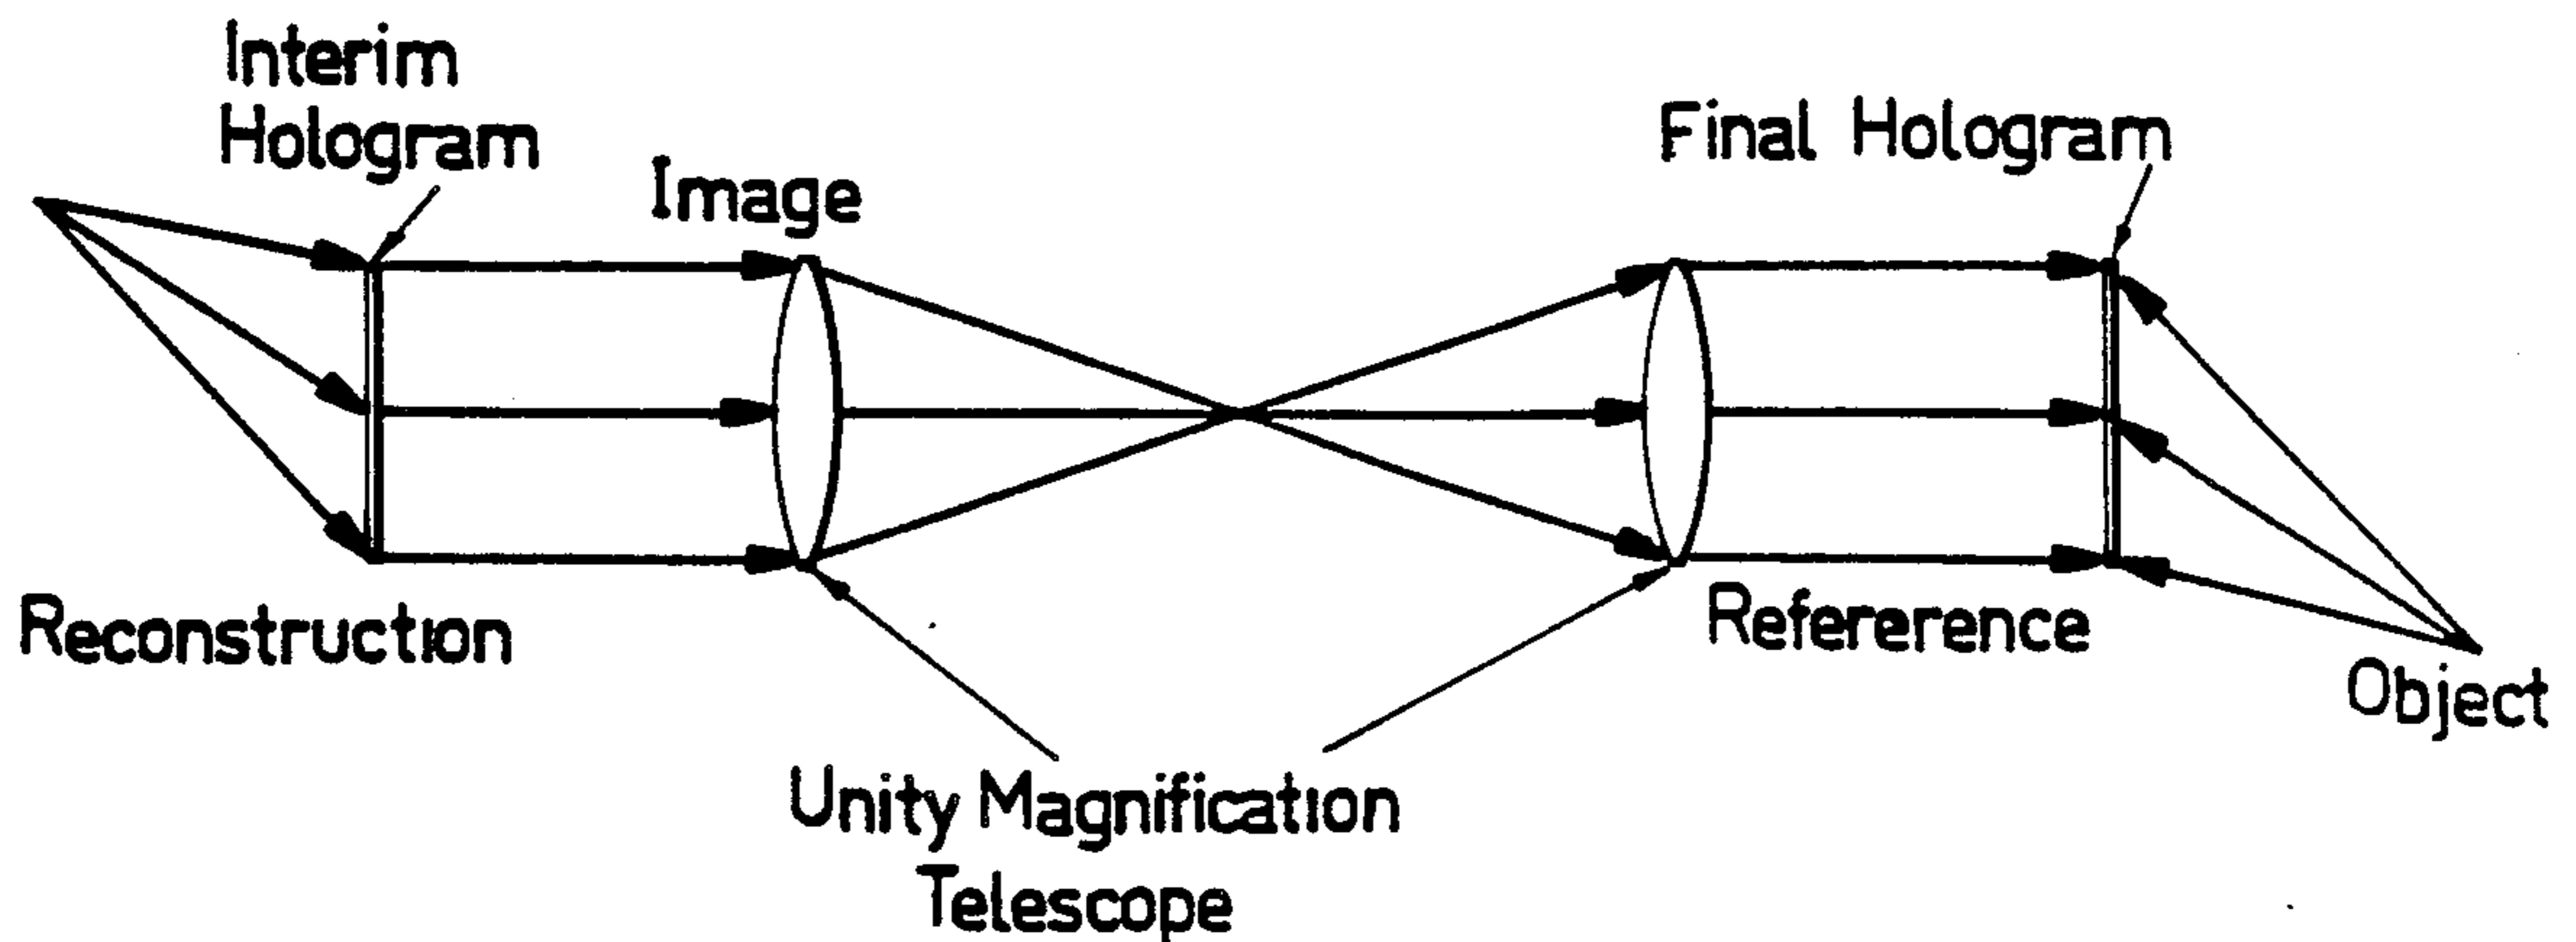 Interim
Hologram
Image
Final Hologram
Reconstruction
Refererence
Object
Unity Magnification
Telescope